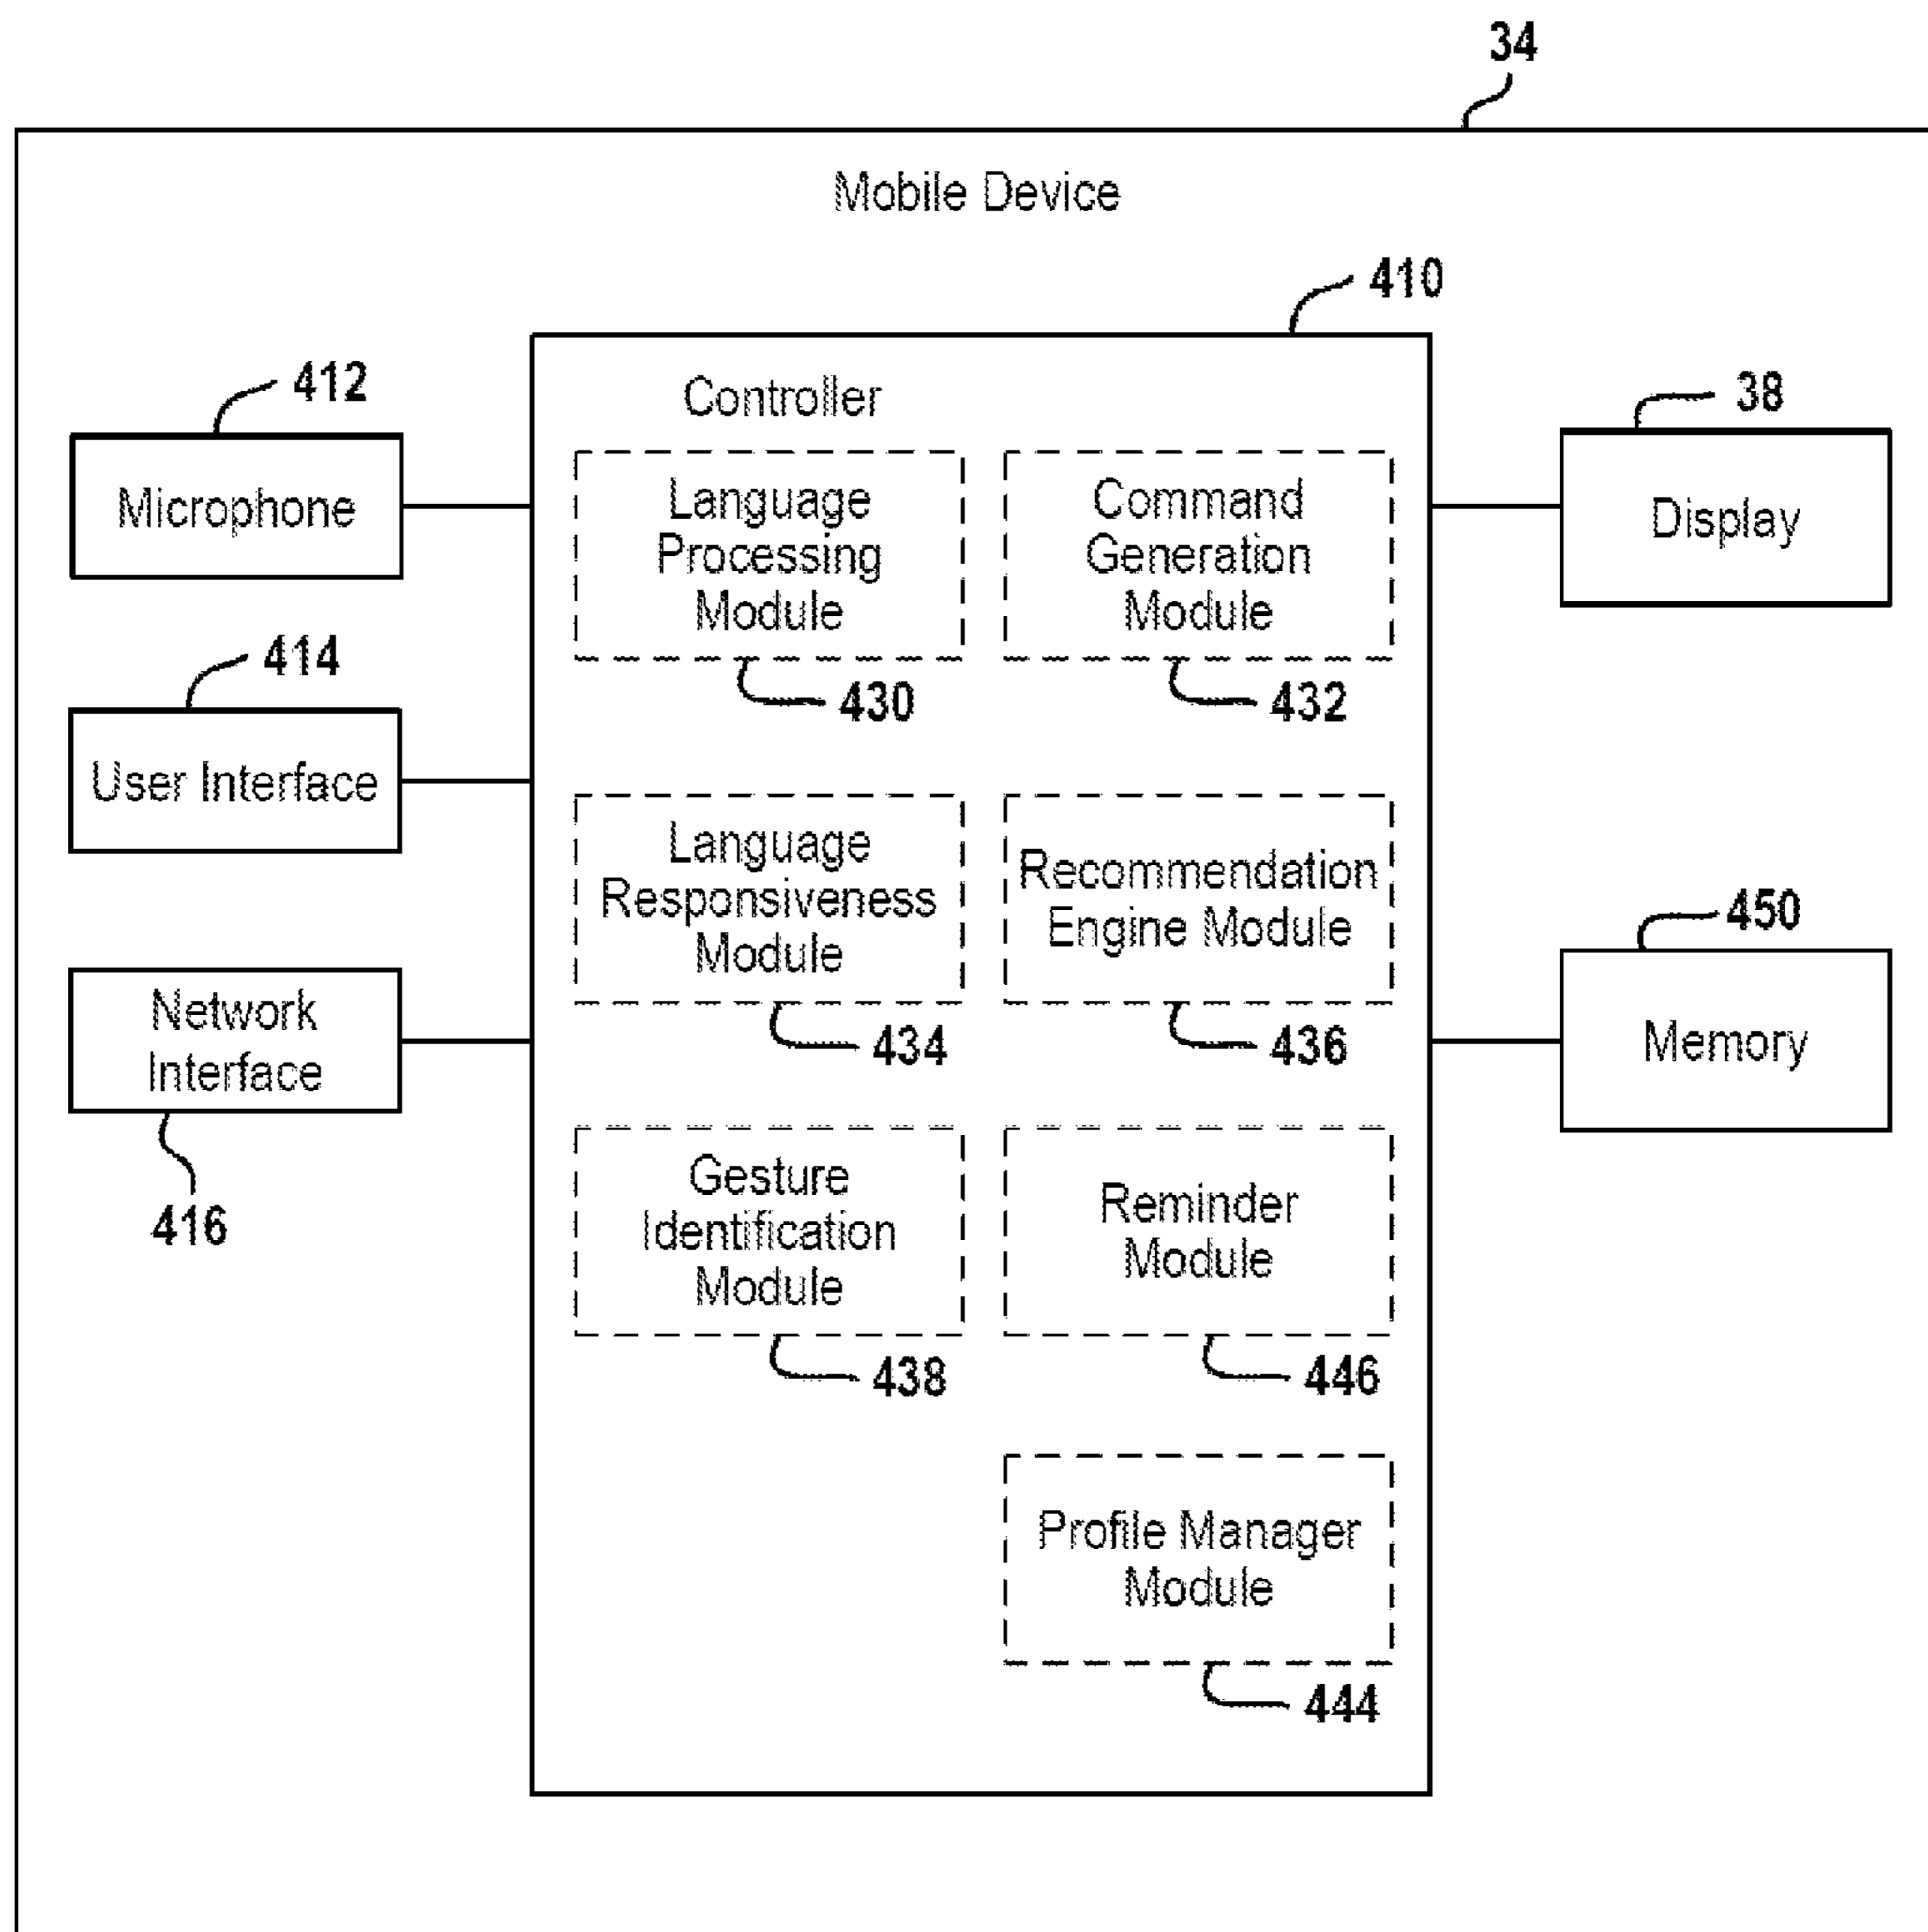 34
Mobile Device
410
412
Controller
38
Microphone
Language
Processing
Module
Command
Generation
Module
Display
414
430
432
User Interface
Language
Responsiveness
Module
Recommendation
Engine Module
450
Network
Interface
434
436
Memory
416
Gesture
Identification
Module
Reminder
Module
438
446
Profile Manager
Module
444